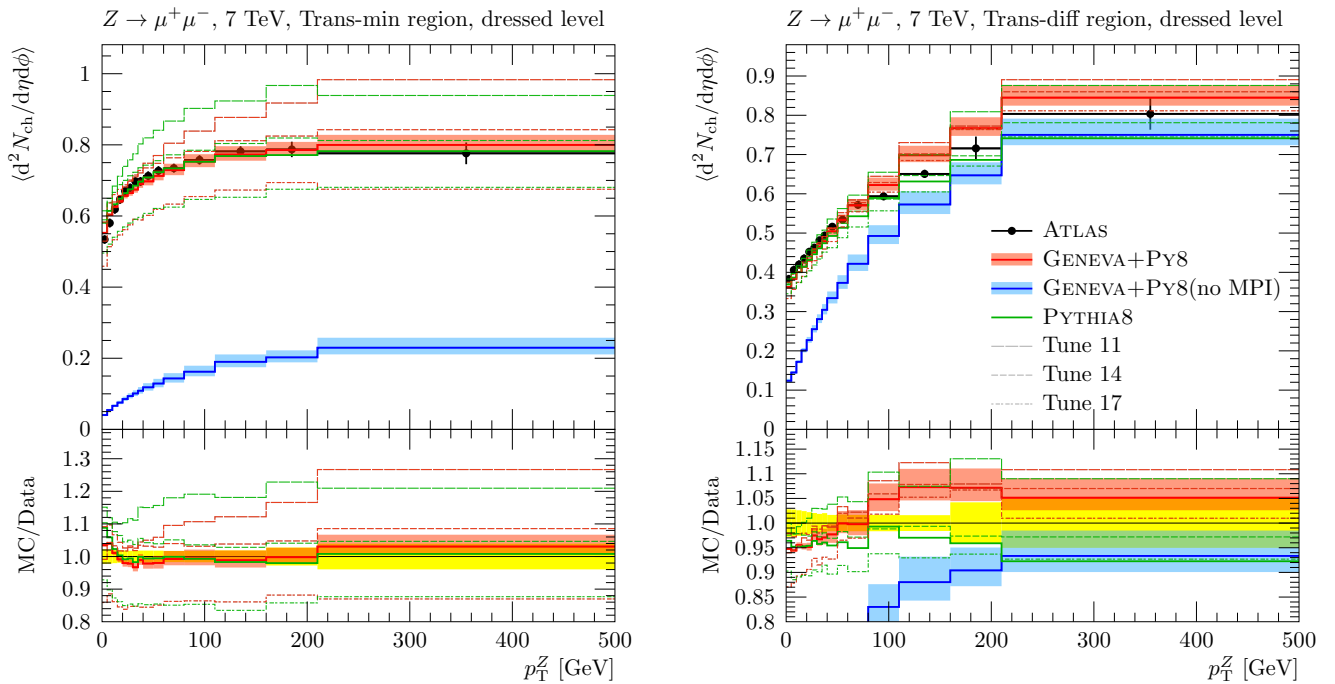 Z → μ⁺μ⁻, 7 TeV, Trans-min region, dressed level
⟨d²N_ch/dηdϕ⟩
1
0.8
0.6
0.4
0.2
0
MC/Data
1.3
1.2
1.1
1.0
0.9
0.8
0 100 200 300 400 500
p_T^Z [GeV]
Z → μ⁺μ⁻, 7 TeV, Trans-diff region, dressed level
⟨d²N_ch/dηdϕ⟩
0.9
0.8
0.7
0.6
0.5
0.4
0.3
0.2
0.1
0
ATLAS
GENEVA+PY8
GENEVA+PY8(no MPI)
PYTHIA8
Tune 11
Tune 14
Tune 17
MC/Data
1.15
1.1
1.05
1.0
0.95
0.9
0.85
0.8
0 100 200 300 400 500
p_T^Z [GeV]